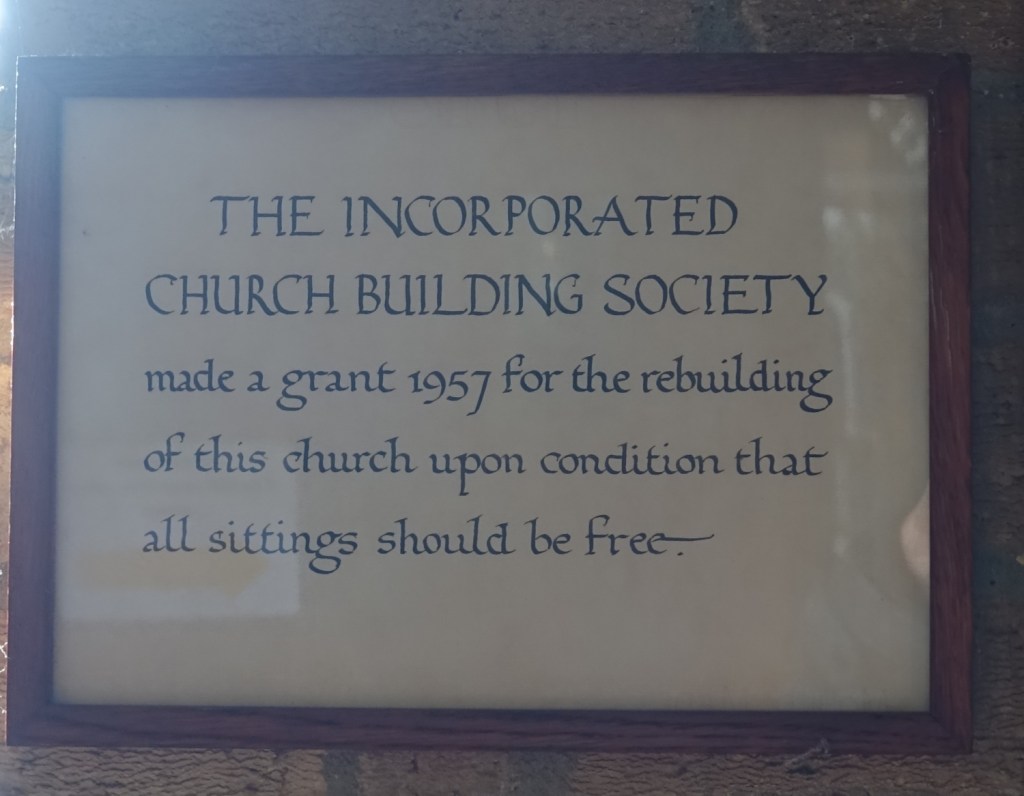 THE INCORPORATED
CHURCH BUILDING SOCIETY
made a grant 1957 for the rebuilding
of this church upon condition that
all sittings should be free.